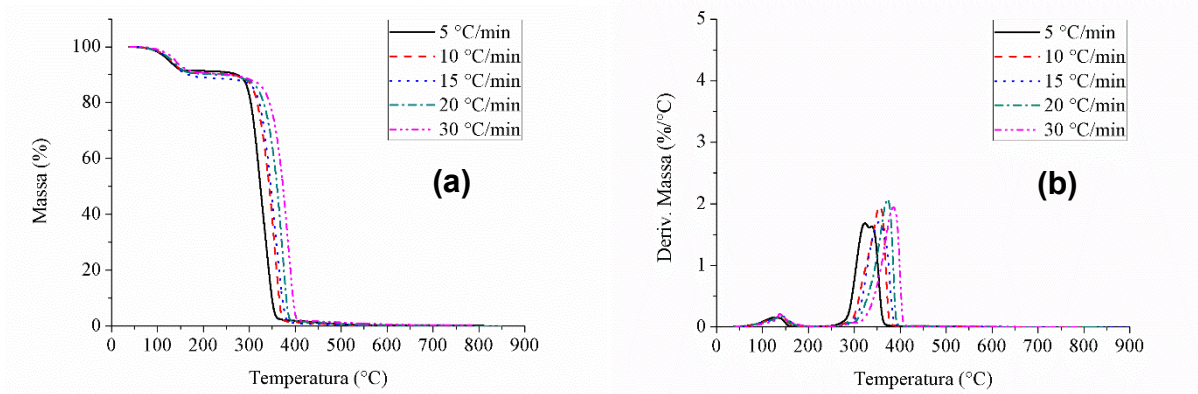 5 °C/min
10 °C/min
15 °C/min
20 °C/min
30 °C/min
100
80
60
40
20
0
Massa (%)
(a)
0 100 200 300 400 500 600 700 800 900
Temperatura (°C)
5 °C/min
10 °C/min
15 °C/min
20 °C/min
30 °C/min
5
4
3
2
1
0
Deriv. Massa (%/°C)
(b)
0 100 200 300 400 500 600 700 800 900
Temperatura (°C)